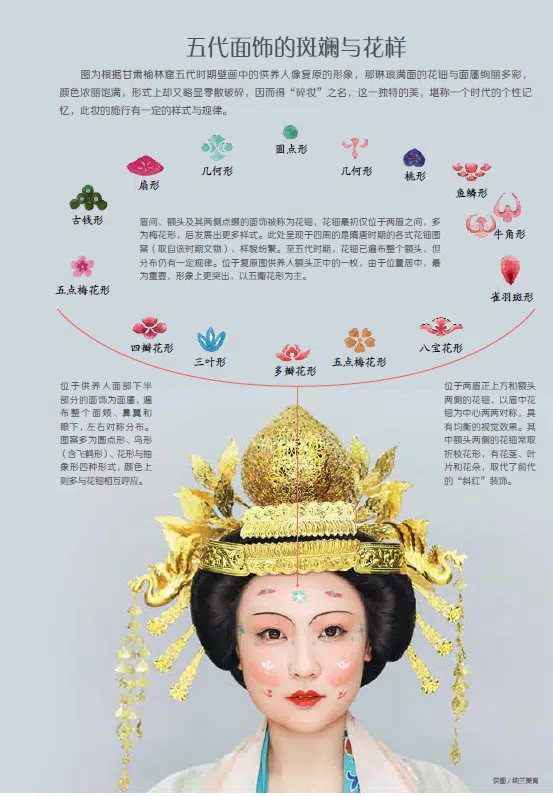 五代面饰的斑斓与花样
图为根据甘肃榆林窟五代时期壁画中的供养人像复原的形象，那琳琅满面的花钿与面靥绚丽多彩，
颜色浓丽饱满，形式上却又略显零散破碎，因而得“碎妆”之名，这一独特的美，堪称一个时代的个性记
忆，此妆的施行有一定的样式与规律。
圆点形
几何形
几何形
扇形
桃形
鱼鳞形
古钱形
牛角形
眉间、额头及其两侧点缀的面饰被称为花钿，花钿最初仅位于两眉之间，多
为梅花形，后发展出更多样式。此处呈现于四周的是隋唐时期的各式花钿图
案（取自该时期文物），样貌纷繁。至五代时期，花钿已遍布整个额头，但
分布仍有一定规律。位于复原图供养人额头正中的一枚，由于位置居中，最
为重要，形象上更突出，以五瓣花形为主。
五点梅花形
雀羽斑形
四瓣花形
三叶形
多瓣花形
五点梅花形
八宝花形
位于供养人面部下半
部分的面饰为面靥，遍
布整个面颊、鼻翼和
眼下，左右对称分布。
图案多为圆点形、鸟形
（含飞鹤形）、花形与抽
象形四种形式，颜色上
则多与花钿相互呼应。
位于两眉正上方和额头
两侧的花钿，以眉中花
钿为中心两两对称，具
有均衡的视觉效果。其
中额头两侧的花钿常取
折枝花形，有花茎、叶
片和花朵，取代了前代
的“斜红”装饰。
供图／纳兰美育